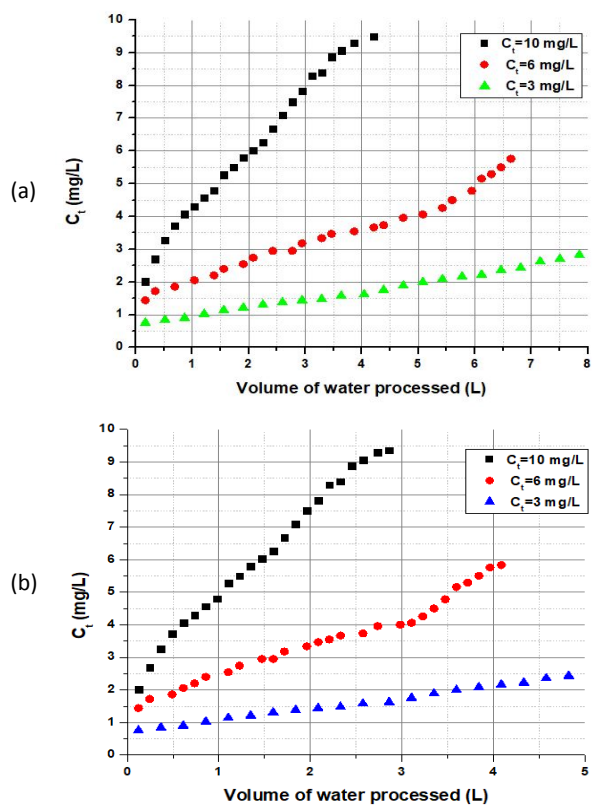 (a)
10
9
8
7
6
5
4
3
2
1
0
C_t (mg/L)
C_t=10 mg/L
C_t=6 mg/L
C_t=3 mg/L
0 1 2 3 4 5 6 7 8
Volume of water processed (L)
(b)
10
9
8
7
6
5
4
3
2
1
0
C_t (mg/L)
C_t=10 mg/L
C_t=6 mg/L
C_t=3 mg/L
0 1 2 3 4 5
Volume of water processed (L)